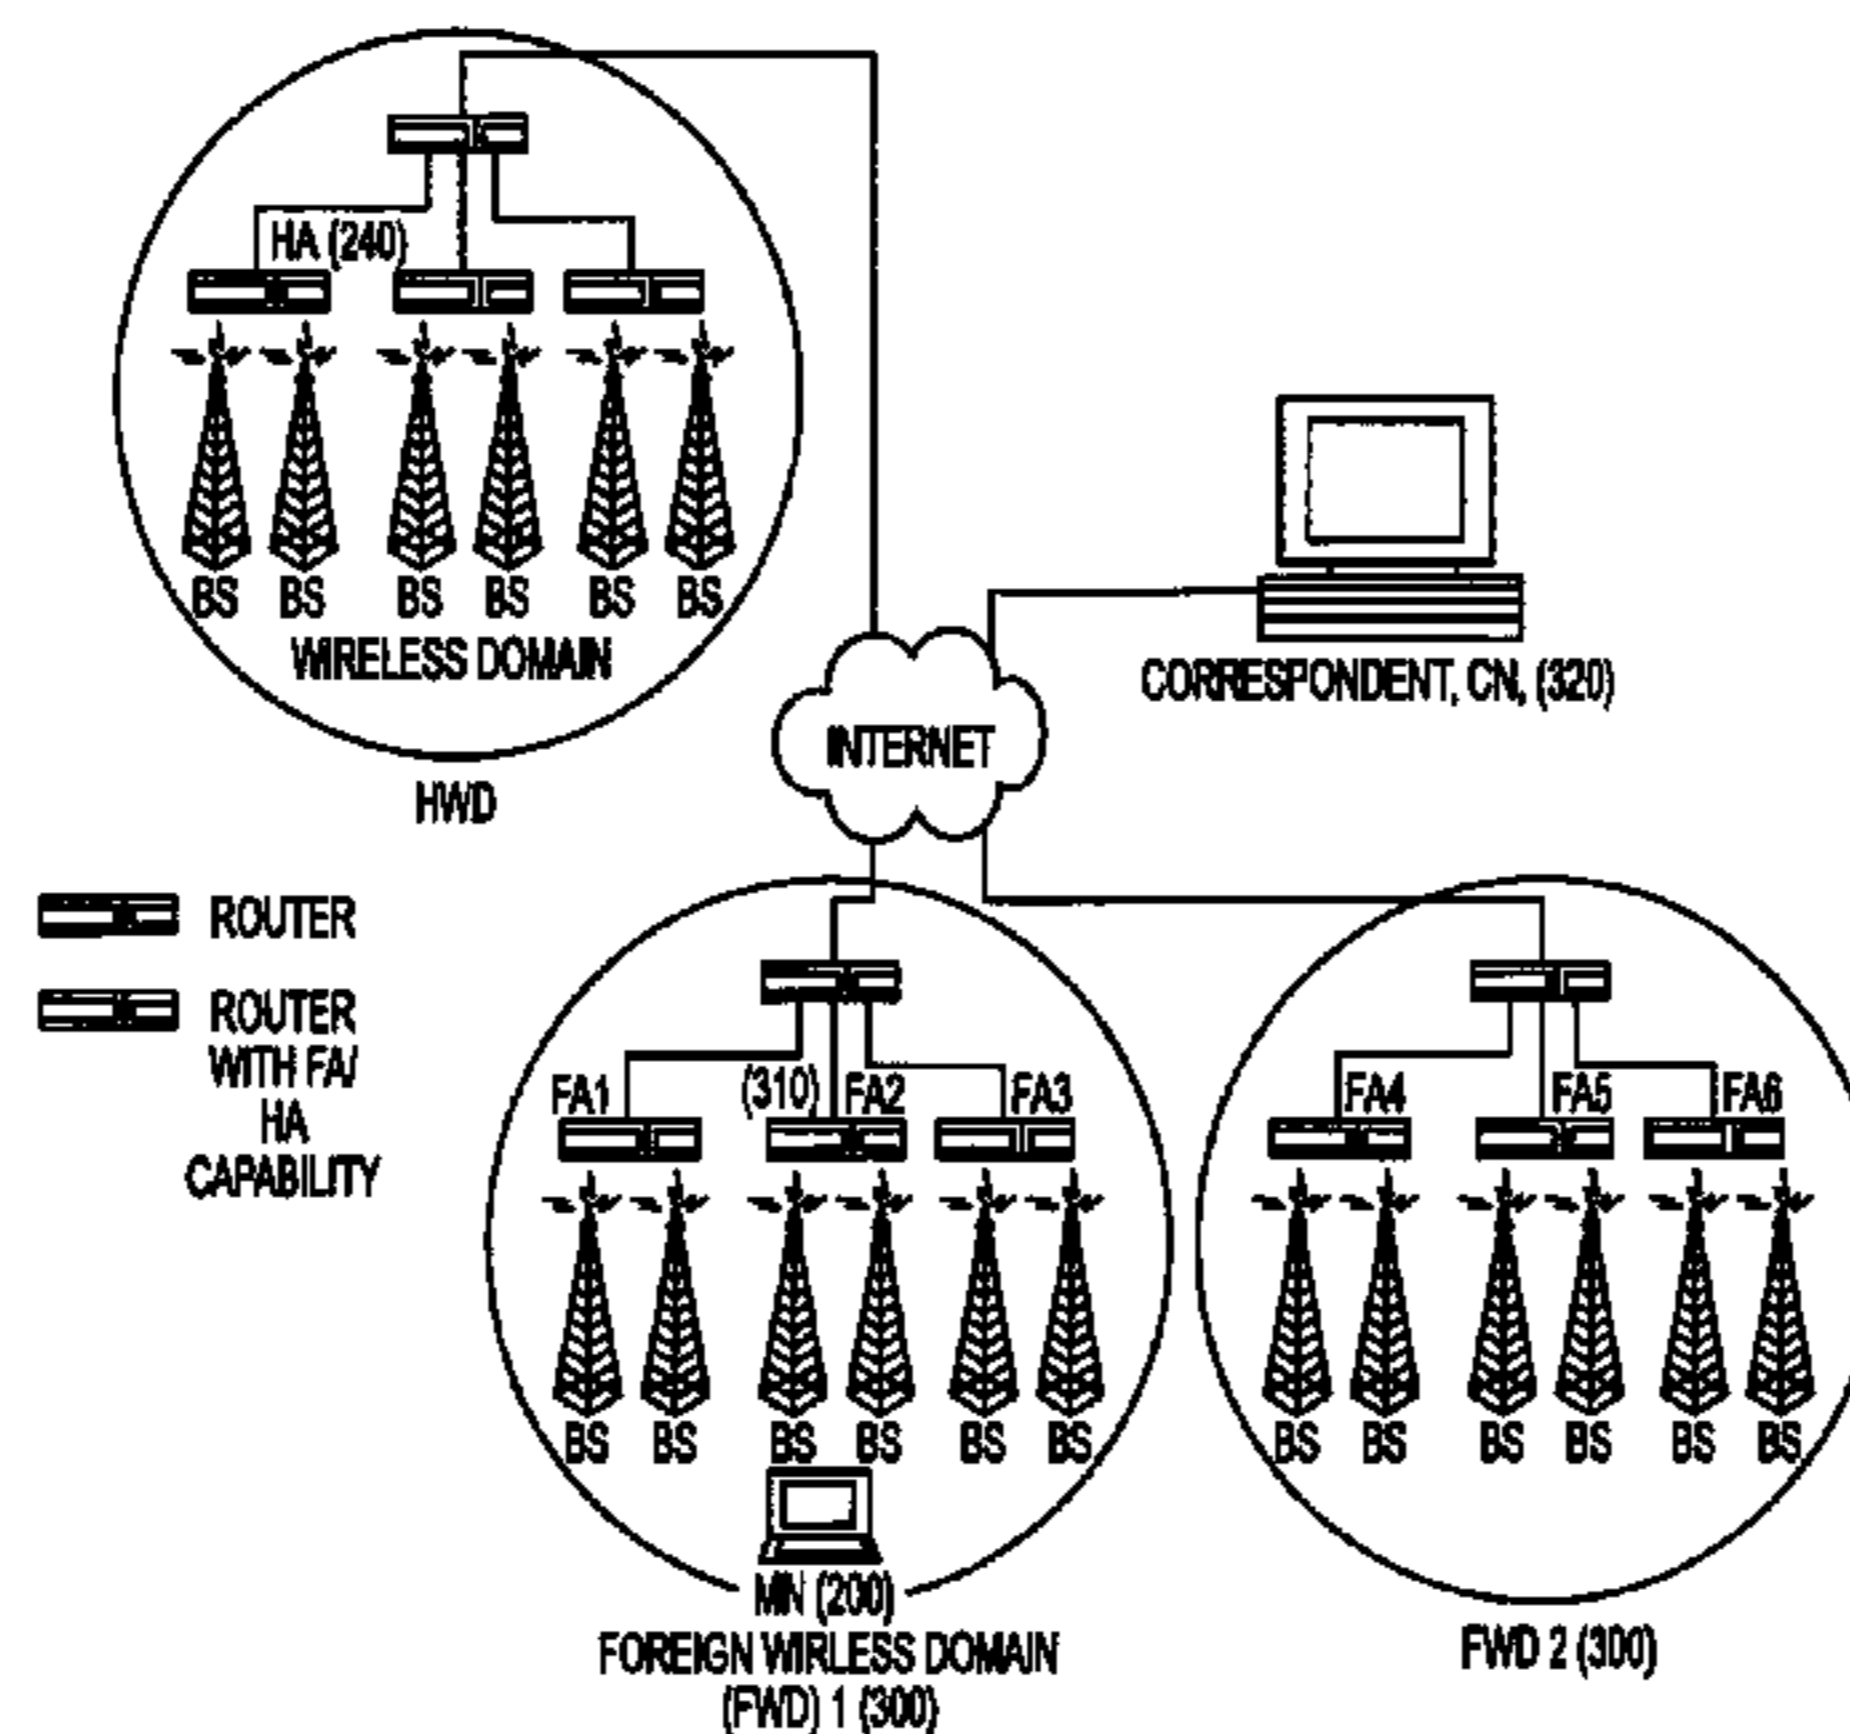 HA (240)
BS BS BS BS BS BS
WIRELESS DOMAIN
HWD
CORRESPONDENT, CN, (320)
INTERNET
ROUTER
ROUTER
WITH FA/
HA
CAPABILITY
FA1 (310) FA2 FA3
BS BS BS BS BS BS
MN (200)
FOREIGN WIRLESS DOMAIN
(FWD) 1 (300)
FA4 FA5 FA6
BS BS BS BS BS BS
FWD 2 (300)